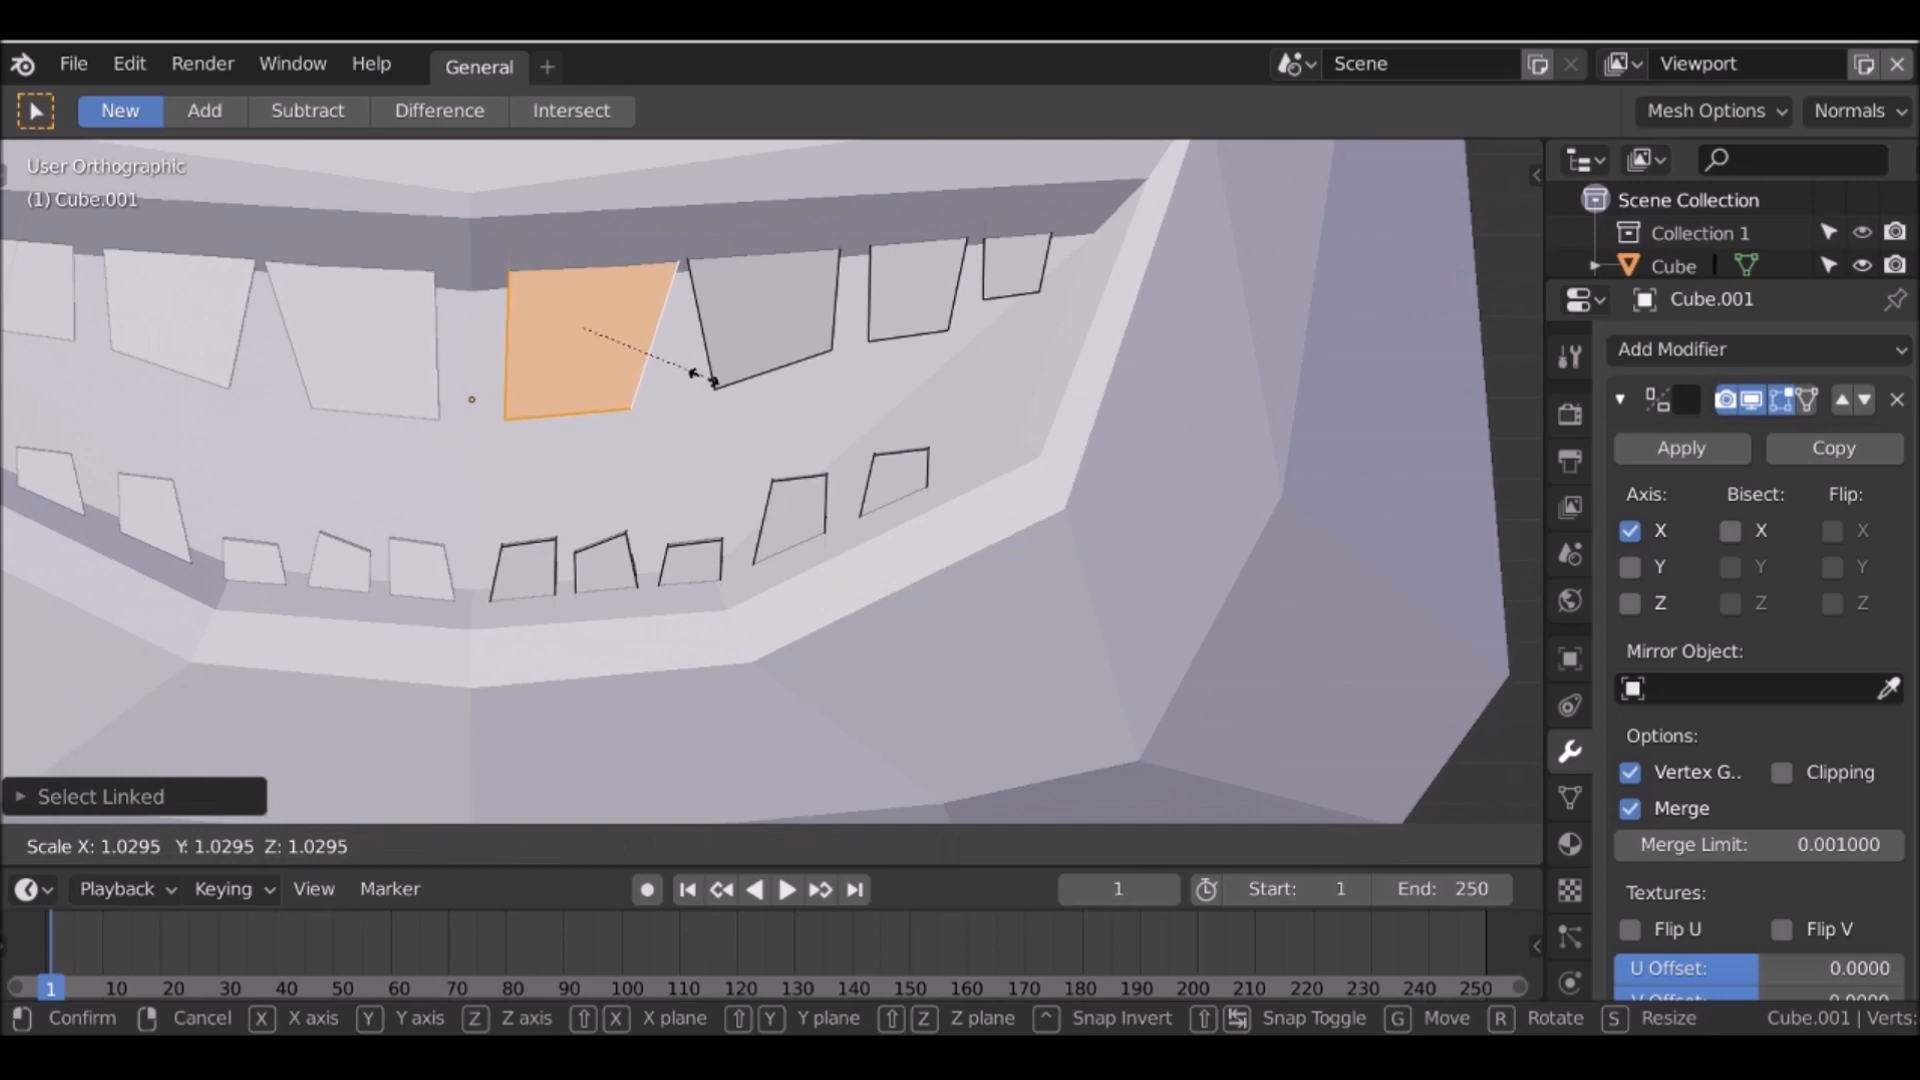 File Edit Render Window Help General + Scene Viewport
New Add Subtract Difference Intersect Mesh Options Normals
User Orthographic
(1) Cube.001
Scene Collection
Collection 1
Cube
Cube.001
Add Modifier
Apply Copy
Axis: Bisect: Flip:
X X X
Y Y Y
Z Z Z
Mirror Object:
Options:
Vertex G.. Clipping
Merge
Merge Limit: 0.001000
Textures:
Flip U Flip V
U Offset: 0.0000
V Offset: 0.0000
Select Linked
Scale X: 1.0295 Y: 1.0295 Z: 1.0295
Playback Keying View Marker 1 Start: 1 End: 250
1 10 20 30 40 50 60 70 80 90 100 110 120 130 140 150 160 170 180 190 200 210 220 230 240 250
Confirm Cancel X X axis Y Y axis Z Z axis X X plane Y Y plane Z Z plane ^ Snap Invert Snap Toggle G Move R Rotate S Resize Cube.001 | Verts: